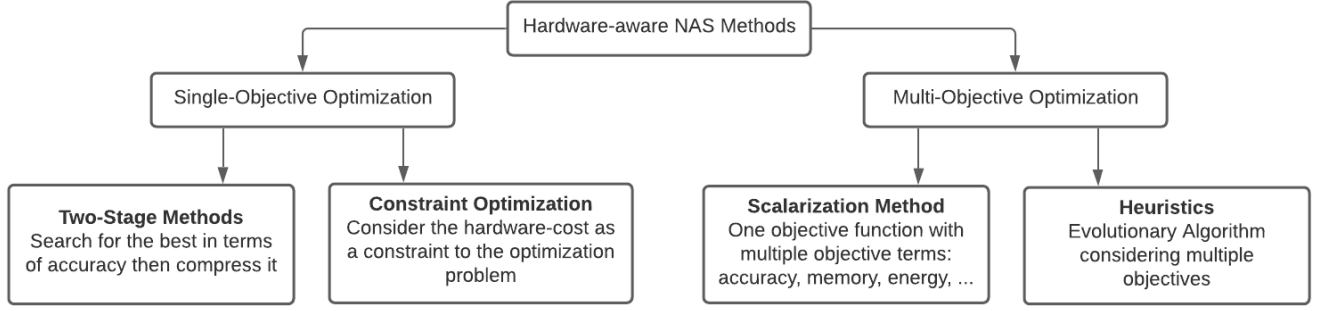 Hardware-aware NAS Methods
Single-Objective Optimization
Multi-Objective Optimization
Two-Stage Methods
Search for the best in terms
of accuracy then compress it
Constraint Optimization
Consider the hardware-cost as
a constraint to the optimization
problem
Scalarization Method
One objective function with
multiple objective terms:
accuracy, memory, energy, ...
Heuristics
Evolutionary Algorithm
considering multiple
objectives